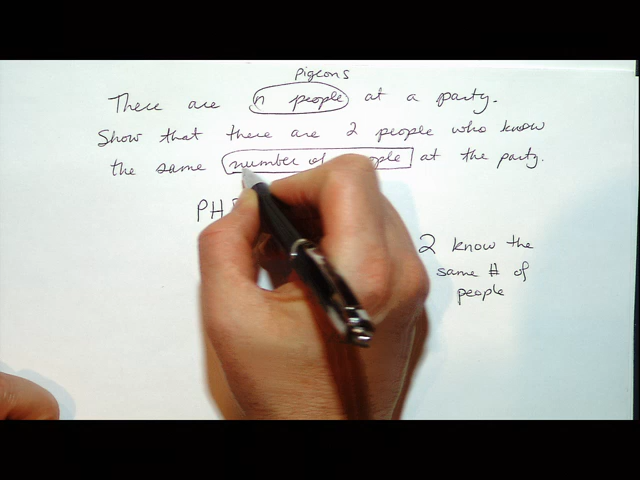 pigeons
There are n people at a party.
Show that there are 2 people who know
the same number of people at the party.
PH
2 know the
same # of
people